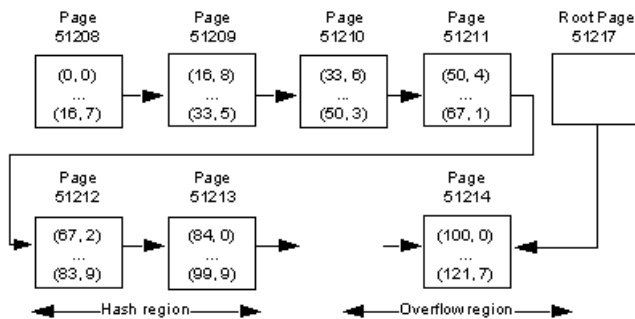 Page Page Page Page Root Page
51208 51209 51210 51211 51217
(0, 0) (16, 8) (33, 6) (50, 4)
... ... ... ...
(16, 7) (33, 5) (50, 3) (67, 1)
Page Page Page
51212 51213 51214
(67, 2) (84, 0) (100, 0)
... ... ...
(83, 9) (99, 9) (121, 7)
Hash region Overflow region